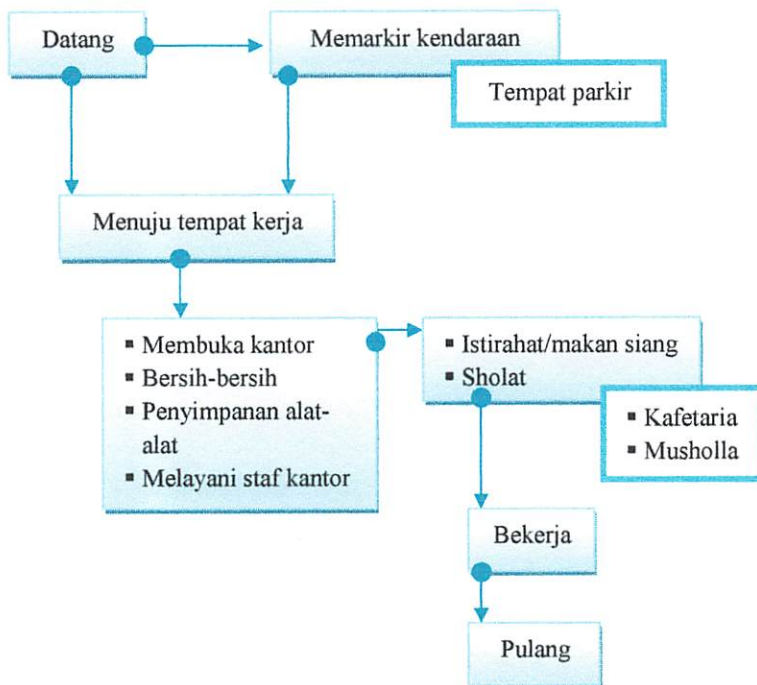 Datang
Memarkir kendaraan
Tempat parkir
Menuju tempat kerja
▪ Membuka kantor
▪ Bersih-bersih
▪ Penyimpanan alat-
alat
▪ Melayani staf kantor
▪ Istirahat/makan siang
▪ Sholat
▪ Kafetaria
▪ Musholla
Bekerja
Pulang